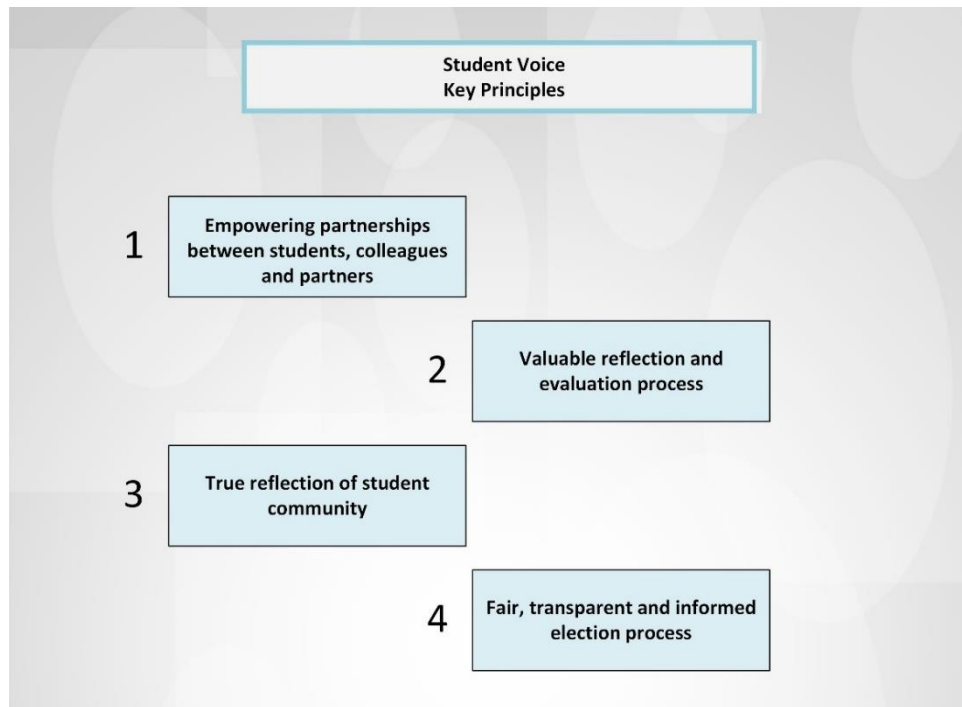 Student Voice
Key Principles
1
Empowering partnerships
between students, colleagues
and partners
2
Valuable reflection and
evaluation process
3
True reflection of student
community
4
Fair, transparent and informed
election process